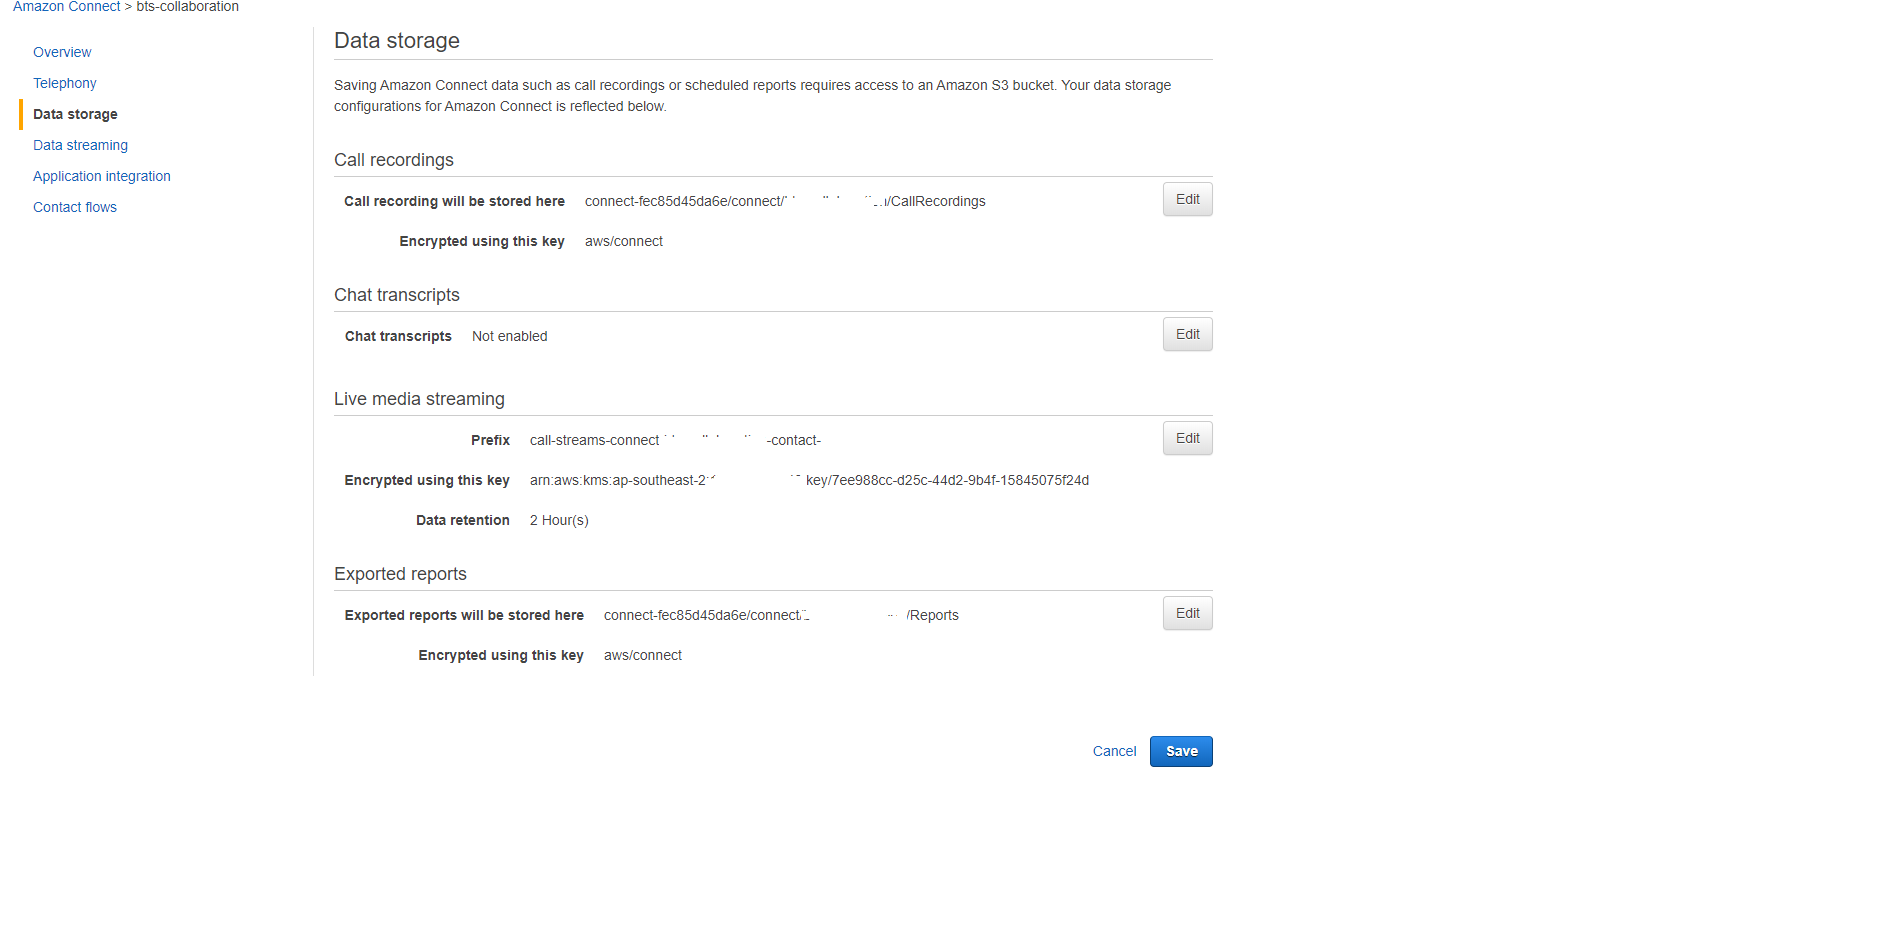 Amazon Connect > bts-collaboration
Overview
Telephony
Data storage
Data streaming
Application integration
Contact flows
Data storage
Saving Amazon Connect data such as call recordings or scheduled reports requires access to an Amazon S3 bucket. Your data storage
configurations for Amazon Connect is reflected below.
Call recordings
Call recording will be stored here connect-fec85d45da6e/connect/ /CallRecordings
Edit
Encrypted using this key aws/connect
Chat transcripts
Chat transcripts Not enabled
Edit
Live media streaming
Prefix call-streams-connect -contact-
Edit
Encrypted using this key arn:aws:kms:ap-southeast-2: key/7ee988cc-d25c-44d2-9b4f-15845075f24d
Data retention 2 Hour(s)
Exported reports
Exported reports will be stored here connect-fec85d45da6e/connect/ /Reports
Edit
Encrypted using this key aws/connect
Cancel Save